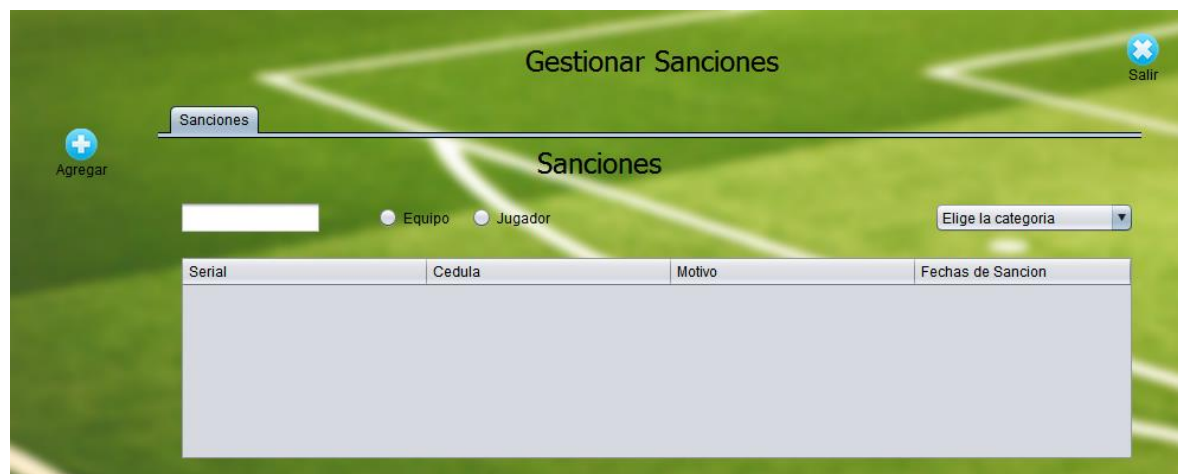 Gestionar Sanciones
Salir
Sanciones
Agregar
Sanciones
Equipo Jugador Elige la categoria
Serial Cedula Motivo Fechas de Sancion